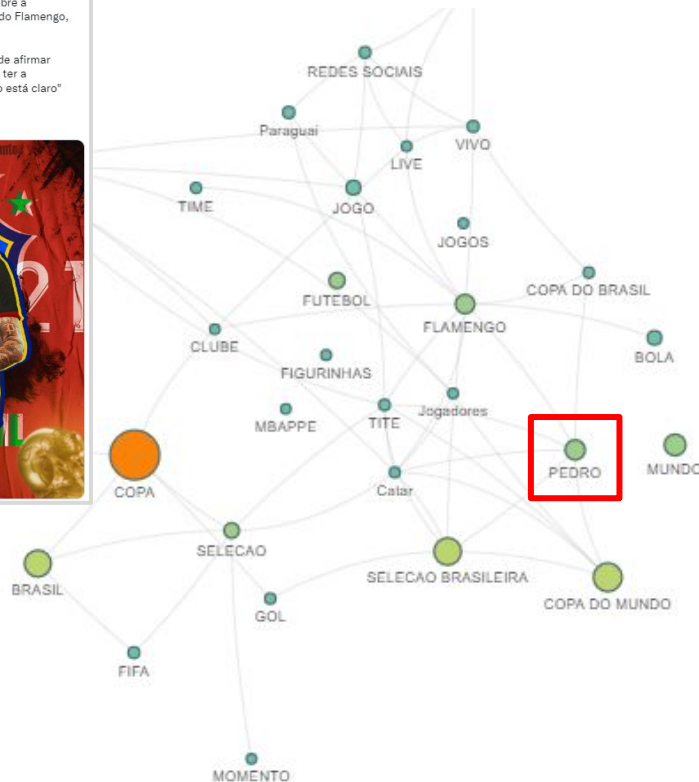 bre a
do Flamengo,
de afirmar
ter a
o está claro"
REDES SOCIAIS
Paraguai
VIVO
LIVE
TIME
JOGO
JOGOS
COPA DO BRASIL
FUTEBOL
FLAMENGO
CLUBE
BOLA
FIGURINHAS
Jogadores
TITE
MBAPPE
PEDRO
MUNDO
Catar
COPA
SELECAO
SELECAO BRASILEIRA
BRASIL
COPA DO MUNDO
GOL
FIFA
MOMENTO
21